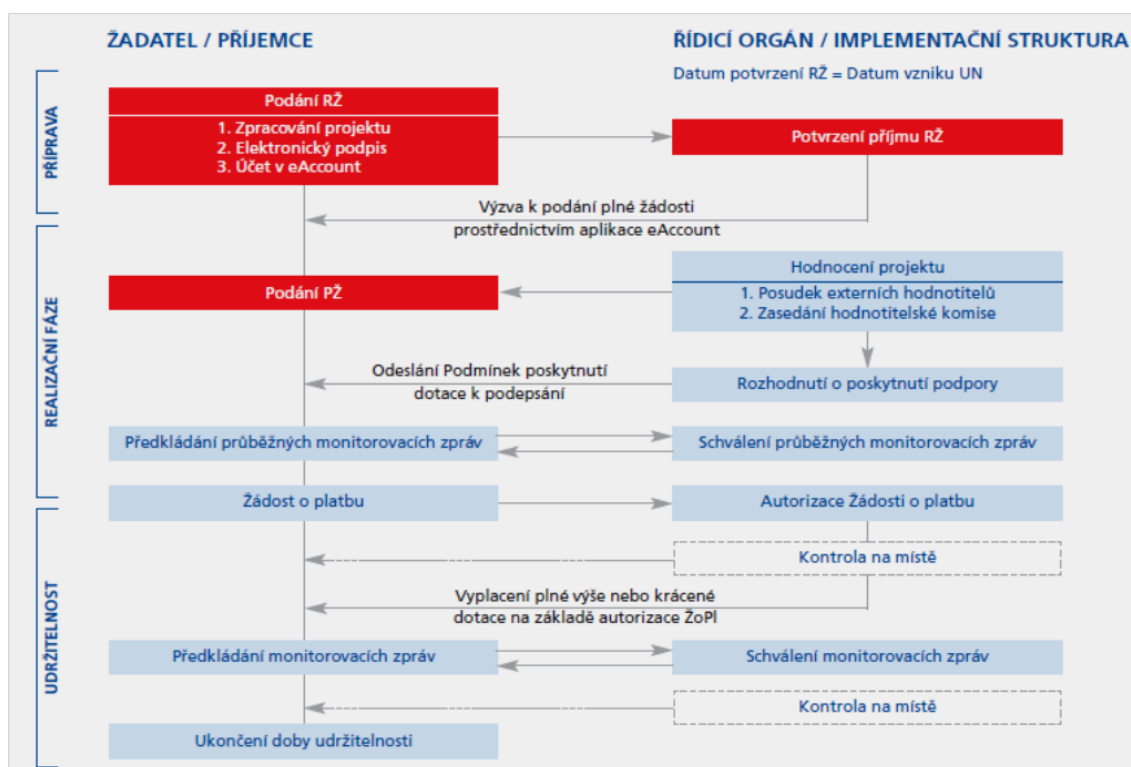 ŽADATEL / PŘÍJEMCE
ŘÍDICÍ ORGÁN / IMPLEMENTAČNÍ STRUKTURA
Datum potvrzení RŽ = Datum vzniku UN
PŘÍPRAVA
Podání RŽ
1. Zpracování projektu
2. Elektronický podpis
3. Účet v eAccount
Potvrzení příjmu RŽ
Výzva k podání plné žádosti
prostřednictvím aplikace eAccount
REALIZAČNÍ FÁZE
Podání PŽ
Hodnocení projektu
1. Posudek externích hodnotitelů
2. Zasedání hodnotitelské komise
Odeslání Podmínek poskytnutí
dotace k podepsání
Rozhodnutí o poskytnutí podpory
Předkládání průběžných monitorovacích zpráv
Schválení průběžných monitorovacích zpráv
Žádost o platbu
Autorizace Žádosti o platbu
UDRŽITELNOST
Kontrola na místě
Vyplacení plné výše nebo krácené
dotace na základě autorizace ŽoPl
Předkládání monitorovacích zpráv
Schválení monitorovacích zpráv
Kontrola na místě
Ukončení doby udržitelnosti